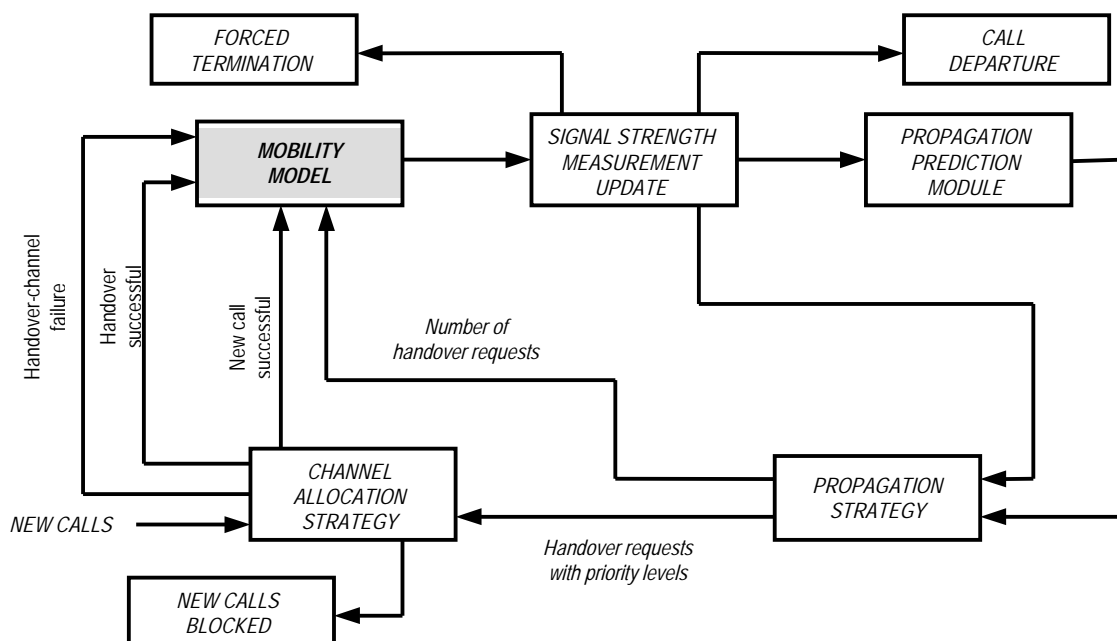 FORCED
TERMINATION
CALL
DEPARTURE
MOBILITY
MODEL
SIGNAL STRENGTH
MEASUREMENT
UPDATE
PROPAGATION
PREDICTION
MODULE
Handover-channel
failure
Handover
successful
New call
successful
Number of
handover requests
CHANNEL
ALLOCATION
STRATEGY
PROPAGATION
STRATEGY
NEW CALLS
Handover requests
with priority levels
NEW CALLS
BLOCKED